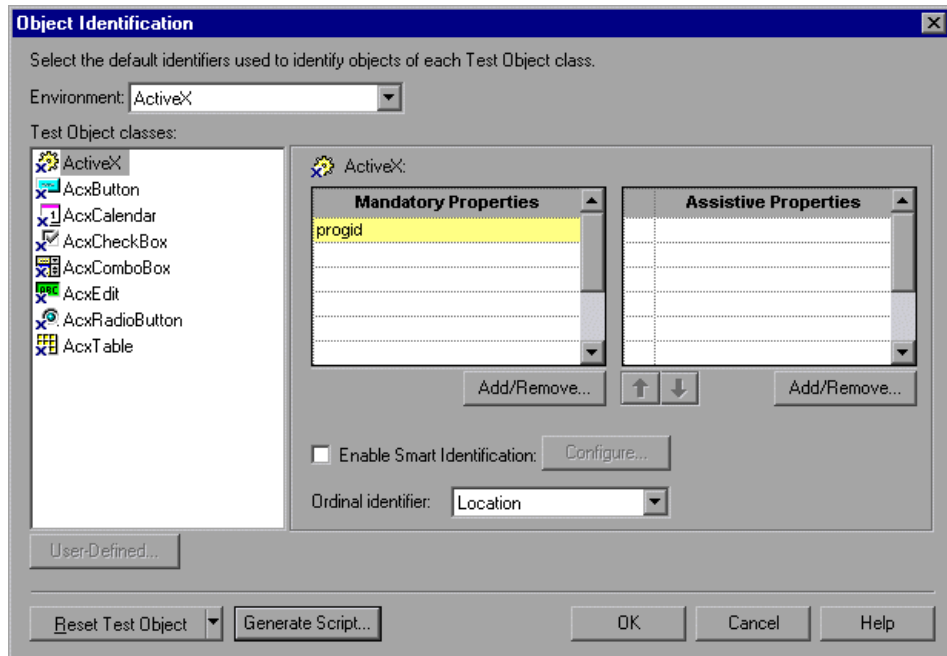 Object Identification
Select the default identifiers used to identify objects of each Test Object class.
Environment: ActiveX
Test Object classes:
ActiveX
AcxButton
AcxCalendar
AcxCheckBox
AcxComboBox
AcxEdit
AcxRadioButton
AcxTable
ActiveX:
Mandatory Properties
progid
Add/Remove...
Assistive Properties
Add/Remove...
Enable Smart Identification: Configure...
Ordinal identifier: Location
User-Defined...
Reset Test Object Generate Script... OK Cancel Help